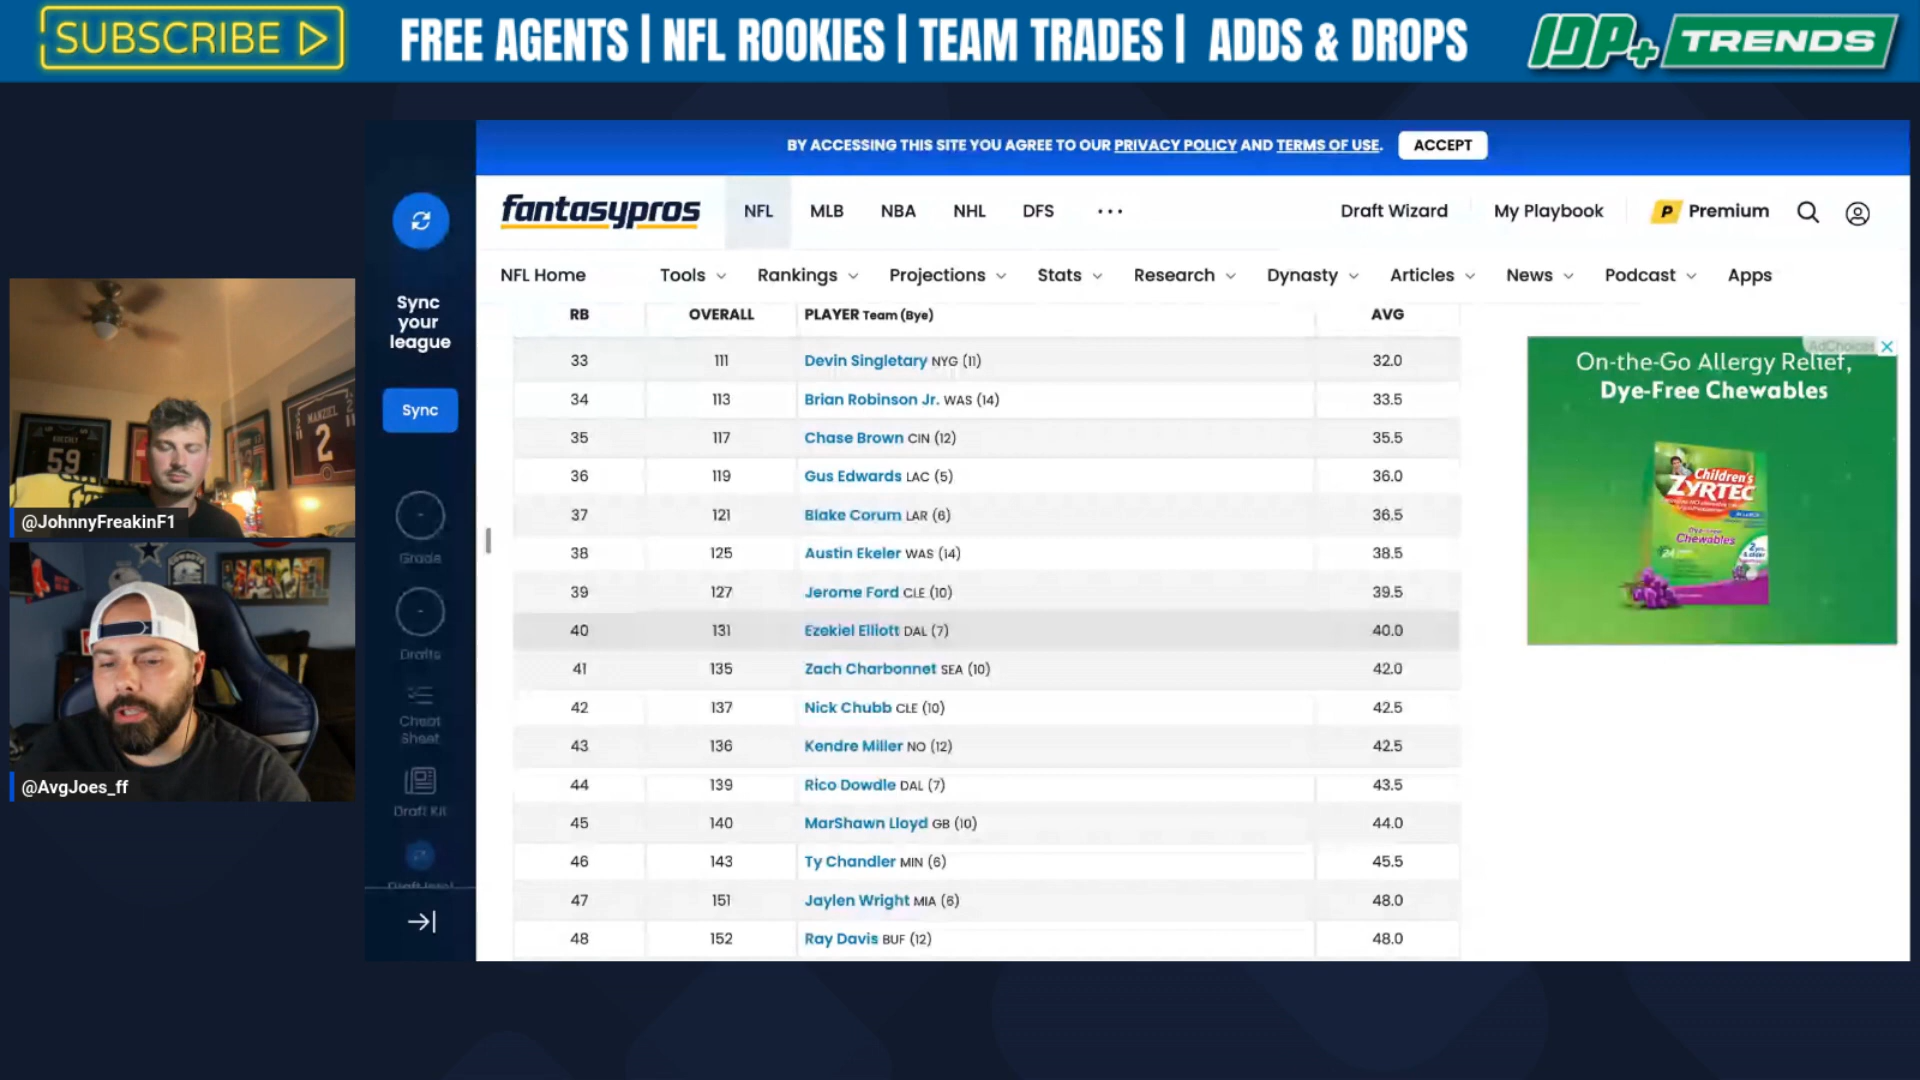 SUBSCRIBE
FREE AGENTS | NFL ROOKIES | TEAM TRADES | ADDS & DROPS
IDP+ TRENDS
BY ACCESSING THIS SITE YOU AGREE TO OUR PRIVACY POLICY AND TERMS OF USE. ACCEPT
fantasypros NFL MLB NBA NHL DFS ... Draft Wizard My Playbook P Premium
NFL Home Tools Rankings Projections Stats Research Dynasty Articles News Podcast Apps
Sync
your
league
Sync
Grade
Drafts
Cheat
Sheet
Draft Kit
RB OVERALL PLAYER Team (Bye) AVG
33 111 Devin Singletary NYG (11) 32.0
34 113 Brian Robinson Jr. WAS (14) 33.5
35 117 Chase Brown CIN (12) 35.5
36 119 Gus Edwards LAC (5) 36.0
37 121 Blake Corum LAR (6) 36.5
38 125 Austin Ekeler WAS (14) 38.5
39 127 Jerome Ford CLE (10) 39.5
40 131 Ezekiel Elliott DAL (7) 40.0
41 135 Zach Charbonnet SEA (10) 42.0
42 137 Nick Chubb CLE (10) 42.5
43 136 Kendre Miller NO (12) 42.5
44 139 Rico Dowdle DAL (7) 43.5
45 140 MarShawn Lloyd GB (10) 44.0
46 143 Ty Chandler MIN (6) 45.5
47 151 Jaylen Wright MIA (6) 48.0
48 152 Ray Davis BUF (12) 48.0
AdChoices
On-the-Go Allergy Relief,
Dye-Free Chewables
Children's
ZYRTEC
Dye-Free
Chewables
24
59
MANZIEL
2
@JohnnyFreakinF1
COWBOYS
@AvgJoes_ff